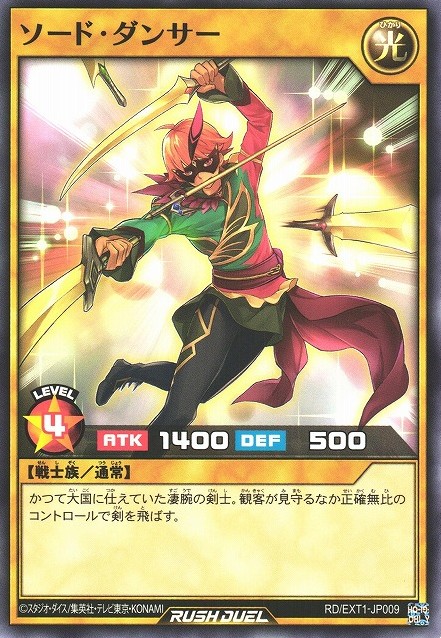 ソード・ダンサー
ひかり
光
LEVEL
4
ATK 1400 DEF 500
【戦士族／通常】
かつて大国に仕えていた凄腕の剣士。観客が見守るなか正確無比の
コントロールで剣を飛ばす。
©スタジオ・ダイス/集英社・テレビ東京・KONAMI
RUSH DUEL
RD/EXT1-JP009